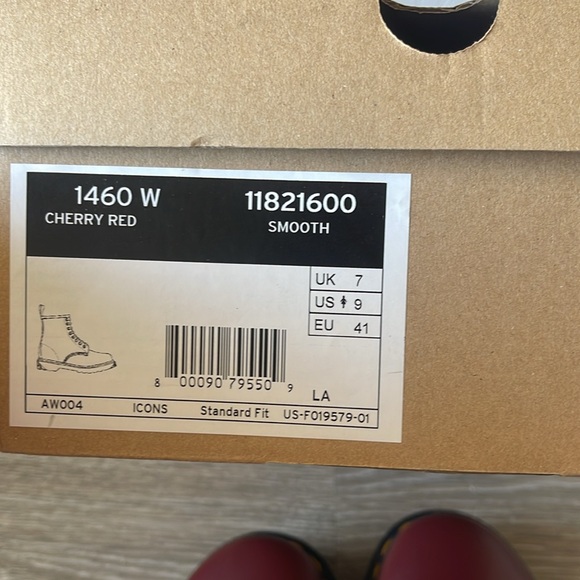 1460 W 11821600
CHERRY RED SMOOTH
UK 7
US 9
EU 41
8 00090 79550 9
LA
AW004 ICONS Standard Fit US-F019579-01